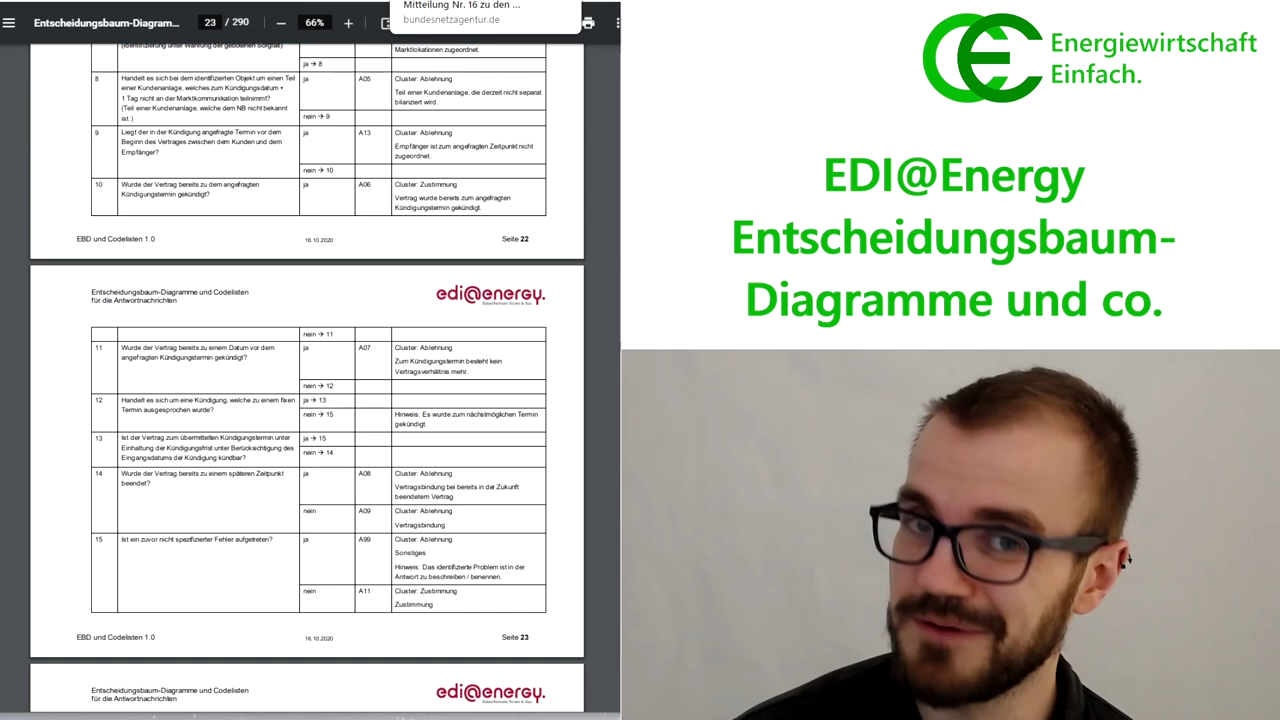 Entscheidungsbaum-Diagram...
23 / 290
66%
Mitteilung Nr. 16 zu den ...
bundesnetzagentur.de
(Identifizierung unter Wahrung der gebotenen Sorgfalt)
Marktlokationen zugeordnet.
ja → 8
8
Handelt es sich bei dem identifizierten Objekt um einen Teil
einer Kundenanlage, welches zum Kündigungsdatum +
1 Tag nicht an der Marktkommunikation teilnimmt?
(Teil einer Kundenanlage, welche dem NB nicht bekannt
ist.)
ja
A05
Cluster: Ablehnung
Teil einer Kundenanlage, die derzeit nicht separat
bilanziert wird.
nein → 9
9
Liegt der in der Kündigung angefragte Termin vor dem
Beginn des Vertrages zwischen dem Kunden und dem
Empfänger?
ja
A13
Cluster: Ablehnung
Empfänger ist zum angefragten Zeitpunkt nicht
zugeordnet.
nein → 10
10
Wurde der Vertrag bereits zu dem angefragten
Kündigungstermin gekündigt?
ja
A06
Cluster: Zustimmung
Vertrag wurde bereits zum angefragten
Kündigungstermin gekündigt.
EBD und Codelisten 1.0
16.10.2020
Seite 22
Entscheidungsbaum-Diagramme und Codelisten
für die Antwortnachrichten
edi@energy.
Datenformate Strom & Gas
nein → 11
11
Wurde der Vertrag bereits zu einem Datum vor dem
angefragten Kündigungstermin gekündigt?
ja
A07
Cluster: Ablehnung
Zum Kündigungstermin besteht kein
Vertragsverhältnis mehr.
nein → 12
12
Handelt es sich um eine Kündigung, welche zu einem fixen
Termin ausgesprochen wurde?
ja → 13
nein → 15
Hinweis: Es wurde zum nächstmöglichen Termin
gekündigt.
13
Ist der Vertrag zum übermittelten Kündigungstermin unter
Einhaltung der Kündigungsfrist unter Berücksichtigung des
Eingangsdatums der Kündigung kündbar?
ja → 15
nein → 14
14
Wurde der Vertrag bereits zu einem späteren Zeitpunkt
beendet?
ja
A08
Cluster: Ablehnung
Vertragsbindung bei bereits in der Zukunft
beendetem Vertrag.
nein
A09
Cluster: Ablehnung
Vertragsbindung
15
Ist ein zuvor nicht spezifizierter Fehler aufgetreten?
ja
A99
Cluster: Ablehnung
Sonstiges
Hinweis: Das identifizierte Problem ist in der
Antwort zu beschreiben / benennen.
nein
A11
Cluster: Zustimmung
Zustimmung
EBD und Codelisten 1.0
16.10.2020
Seite 23
Entscheidungsbaum-Diagramme und Codelisten
für die Antwortnachrichten
edi@energy.
Datenformate Strom & Gas
Energiewirtschaft
Einfach.
EDI@Energy
Entscheidungsbaum-
Diagramme und co.